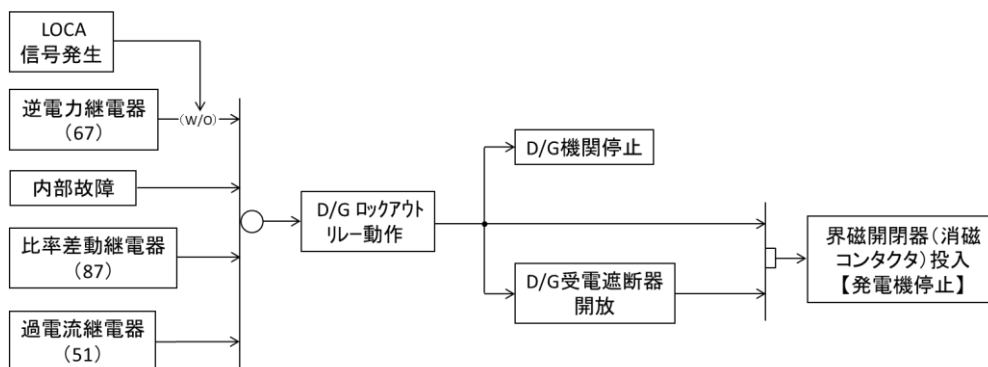 LOCA
信号発生
逆電力継電器
(67)
(W/O)
内部故障
比率差動継電器
(87)
過電流継電器
(51)
D/G ロックアウト
リレー動作
D/G機関停止
D/G受電遮断器
開放
界磁開閉器(消磁
コンタクタ)投入
【発電機停止】